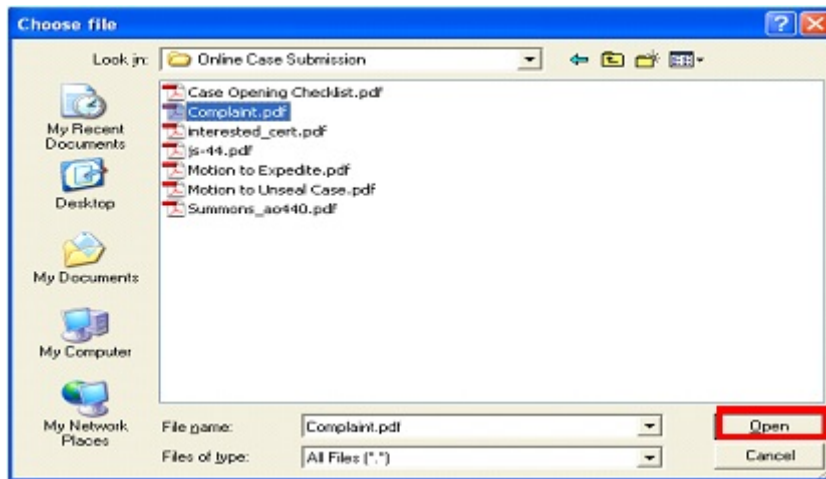 Choose file
Look in:
Online Case Submission
Case Opening Checklist.pdf
Complaint.pdf
interested_cert.pdf
js-44.pdf
Motion to Expedite.pdf
Motion to Unseal Case.pdf
Summons_ao440.pdf
My Recent
Documents
Desktop
My Documents
My Computer
My Network
Places
File name:
Complaint.pdf
Open
Files of type:
All Files (*.*)
Cancel